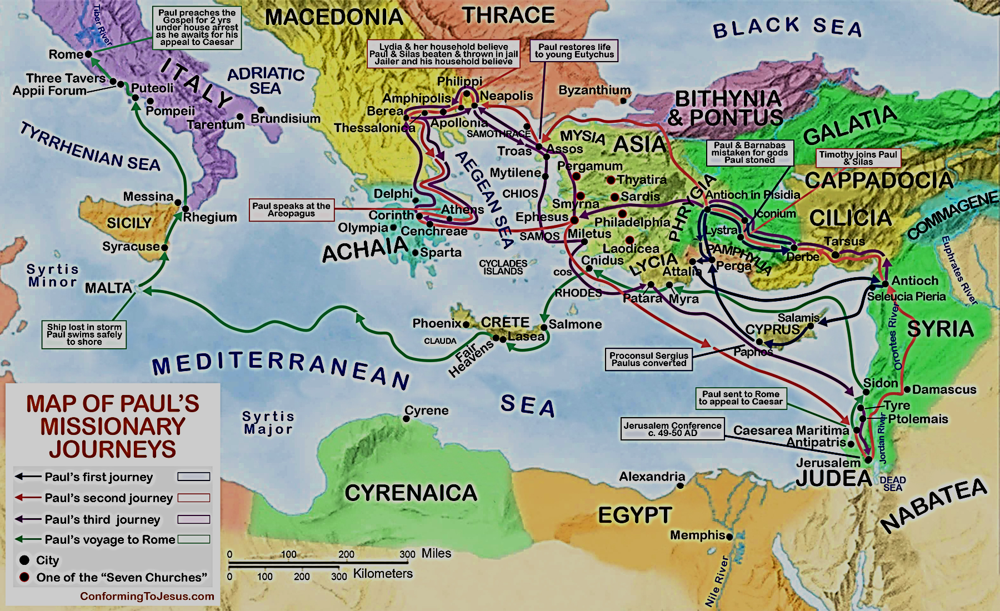 Tiber River
Paul preaches the
Gospel for 2 yrs
under house arrest
as he awaits for his
appeal to Caesar
MACEDONIA
THRACE
BLACK SEA
Lydia & her household believe
Paul & Silas beaten & thrown in jail
Jailer and his household believe
Paul restores life
to young Eutychus
Rome
ITALY
ADRIATIC
SEA
Three Tavers
Appii Forum
Puteoli
Pompeii
Tarentum
Brundisium
Philippi
Neapolis
Amphipolis
Berea
Thessalonica
Apollonia
SAMOTHRACE
Byzanthium
BITHYNIA
& PONTUS
GALATIA
TYRRHENIAN SEA
Troas
Assos
MYSIA
ASIA
Paul & Barnabas
mistaken for gods
Paul stoned
Timothy joins Paul
& Silas
AEGEAN SEA
Mytilene
Pergamum
Thyatira
CAPPADOCIA
COMMAGENE
Messina
Rhegium
SICILY
Syracuse
Delphi
CHIOS
Smyrna
Sardis
PHRYGIA
Antioch in Pisidia
Iconium
CILICIA
Paul speaks at the
Areopagus
Corinth
Athens
Ephesus
Philadelphia
Olympia
Cenchreae
SAMOS
Miletus
Lystra
Laodicea
ACHAIA
Sparta
PAMPHYLIA
Derbe
Tarsus
Euphrates River
Syrtis
Minor
CYCLADES
ISLANDS
Cnidus
LYCIA
Attalia
Perga
COS
MALTA
RHODES
Patara
Myra
Antioch
Seleucia Pieria
Ship lost in storm
Paul swims safely
to shore
Phoenix
CRETE
Salmone
CLAUDA
Lasea
Fair
Heavens
Salamis
CYPRUS
Paphos
Orontes River
SYRIA
Proconsul Sergius
Paulus converted
MEDITERRANEAN
SEA
Sidon
Damascus
Paul sent to Rome
to appeal to Caesar
Tyre
Ptolemais
Jordan River
Syrtis
Major
Cyrene
Jerusalem Conference
c. 49-50 AD
Caesarea Maritima
Antipatris
Jerusalem
JUDEA
DEAD
SEA
NABATEA
Alexandria
CYRENAICA
EGYPT
Memphis
Nile River
MAP OF PAUL'S
MISSIONARY
JOURNEYS
Paul's first journey
Paul's second journey
Paul's third journey
Paul's voyage to Rome
City
One of the "Seven Churches"
ConformingToJesus.com
0 100 200 300 Miles
0 100 200 300 Kilometers